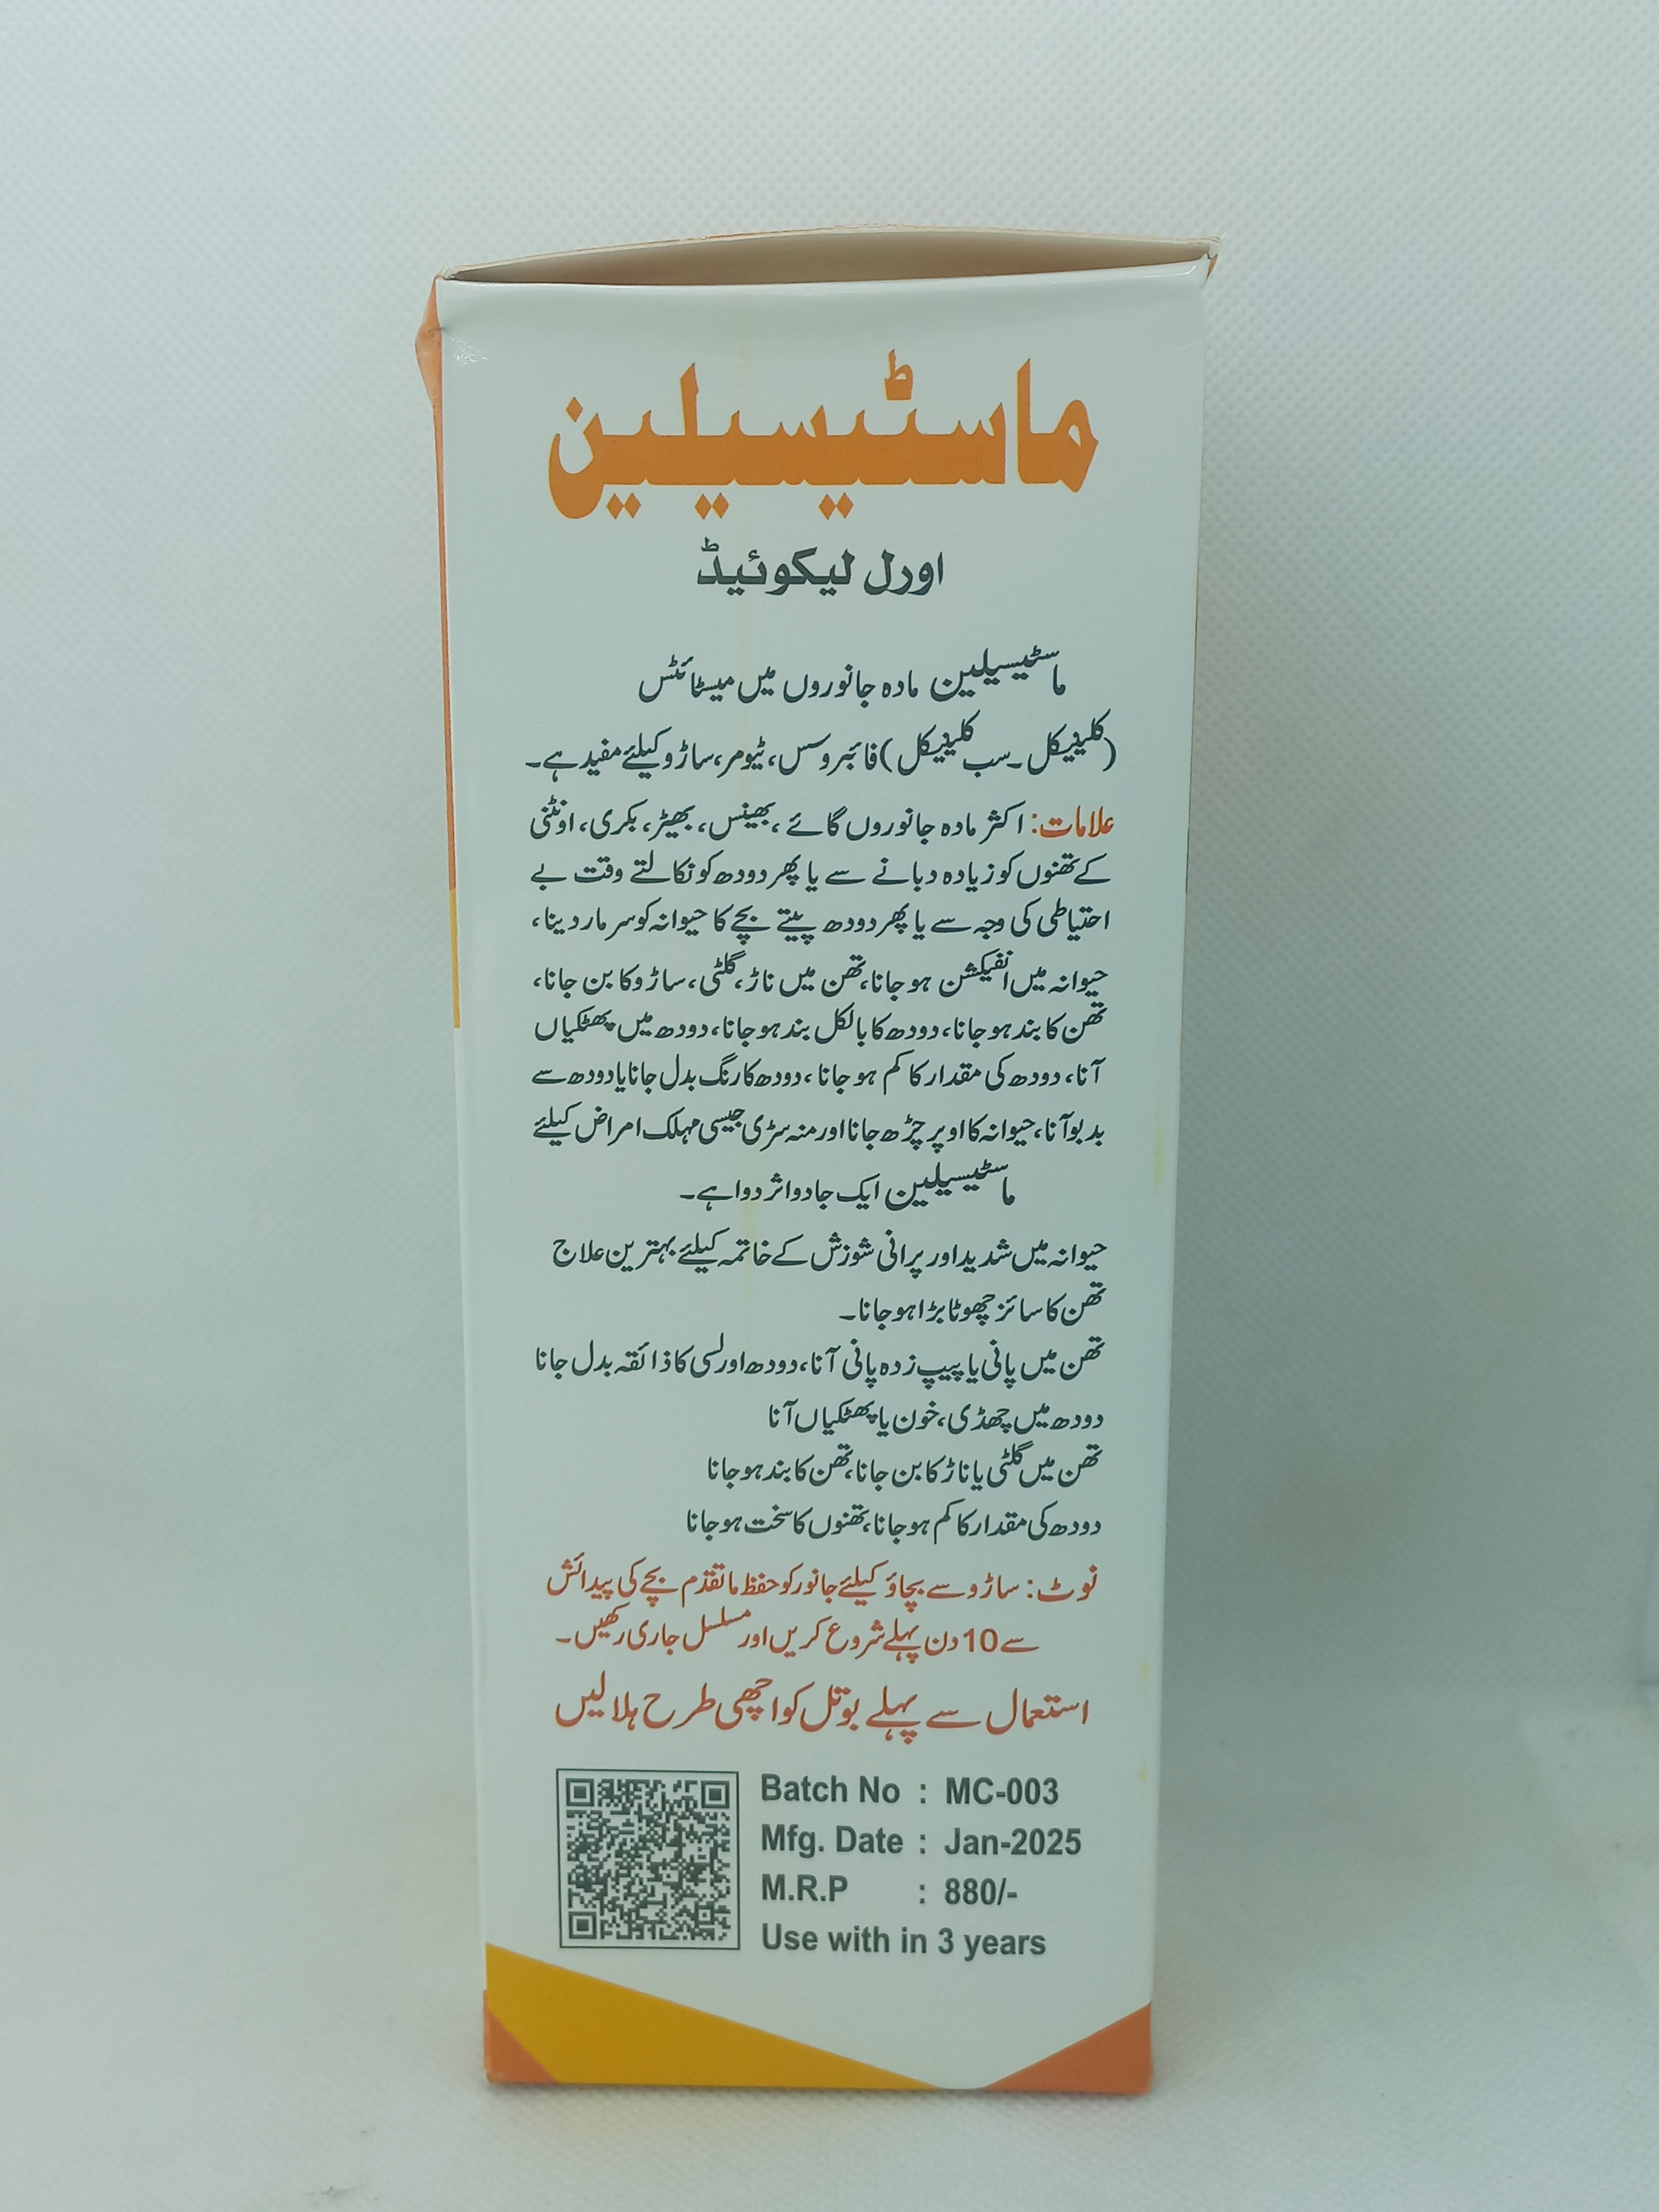 ماسٹیسیلین
اورل لیکوئیڈ
ماسٹیسیلین مادہ جانوروں میں میسٹائٹس
(کلینیکل۔سب کلینیکل) فائبروسس، ٹیومر، ساڑو کیلئے مفید ہے۔
علامات: اکثر مادہ جانوروں گائے، بھینس، بھیڑ، بکری، اونٹنی
کے تھنوں کو زیادہ دبانے سے یا پھر دودھ کو نکالتے وقت بے
احتیاطی کی وجہ سے یا پھر دودھ پیتے بچے کا حیوانہ کو سر مار دینا،
حیوانہ میں انفیکشن ہو جانا، تھن میں ناڑ، گلٹی، ساڑو کا بن جانا،
تھن کا بند ہو جانا، دودھ کا بالکل بند ہو جانا، دودھ میں پھٹکیاں
آنا، دودھ کی مقدار کا کم ہو جانا، دودھ کا رنگ بدل جانا یا دودھ سے
بدبو آنا، حیوانہ کا اوپر چڑھ جانا اور منہ سڑی جیسی مہلک امراض کیلئے
ماسٹیسیلین ایک جادو اثر دوا ہے۔
حیوانہ میں شدید اور پرانی شوزش کے خاتمہ کیلئے بہترین علاج
تھن کا سائز چھوٹا بڑا ہو جانا۔
تھن میں پانی یا پیپ زدہ پانی آنا، دودھ اور لسی کا ذائقہ بدل جانا
دودھ میں چھڈی، خون یا پھٹکیاں آنا
تھن میں گلٹی یا ناڑ کا بن جانا، تھن کا بند ہو جانا
دودھ کی مقدار کا کم ہو جانا، تھنوں کا سخت ہو جانا
نوٹ: ساڑو سے بچاؤ کیلئے جانور کو حفظ ماتقدم بچے کی پیدائش
سے 10 دن پہلے شروع کریں اور مسلسل جاری رکھیں۔
استعمال سے پہلے بوتل کو اچھی طرح ہلا لیں
Batch No : MC-003
Mfg. Date : Jan-2025
M.R.P : 880/-
Use with in 3 years